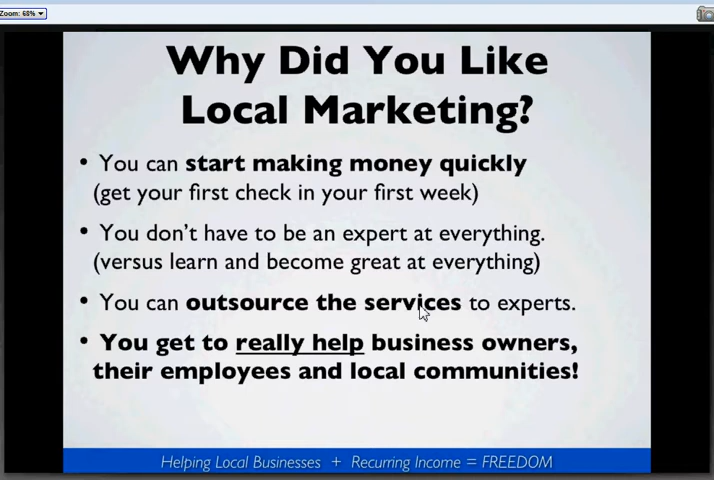 Zoom: 68%
Why Did You Like
Local Marketing?
• You can start making money quickly
(get your first check in your first week)
• You don't have to be an expert at everything.
(versus learn and become great at everything)
• You can outsource the services to experts.
• You get to really help business owners,
their employees and local communities!
Helping Local Businesses + Recurring Income = FREEDOM